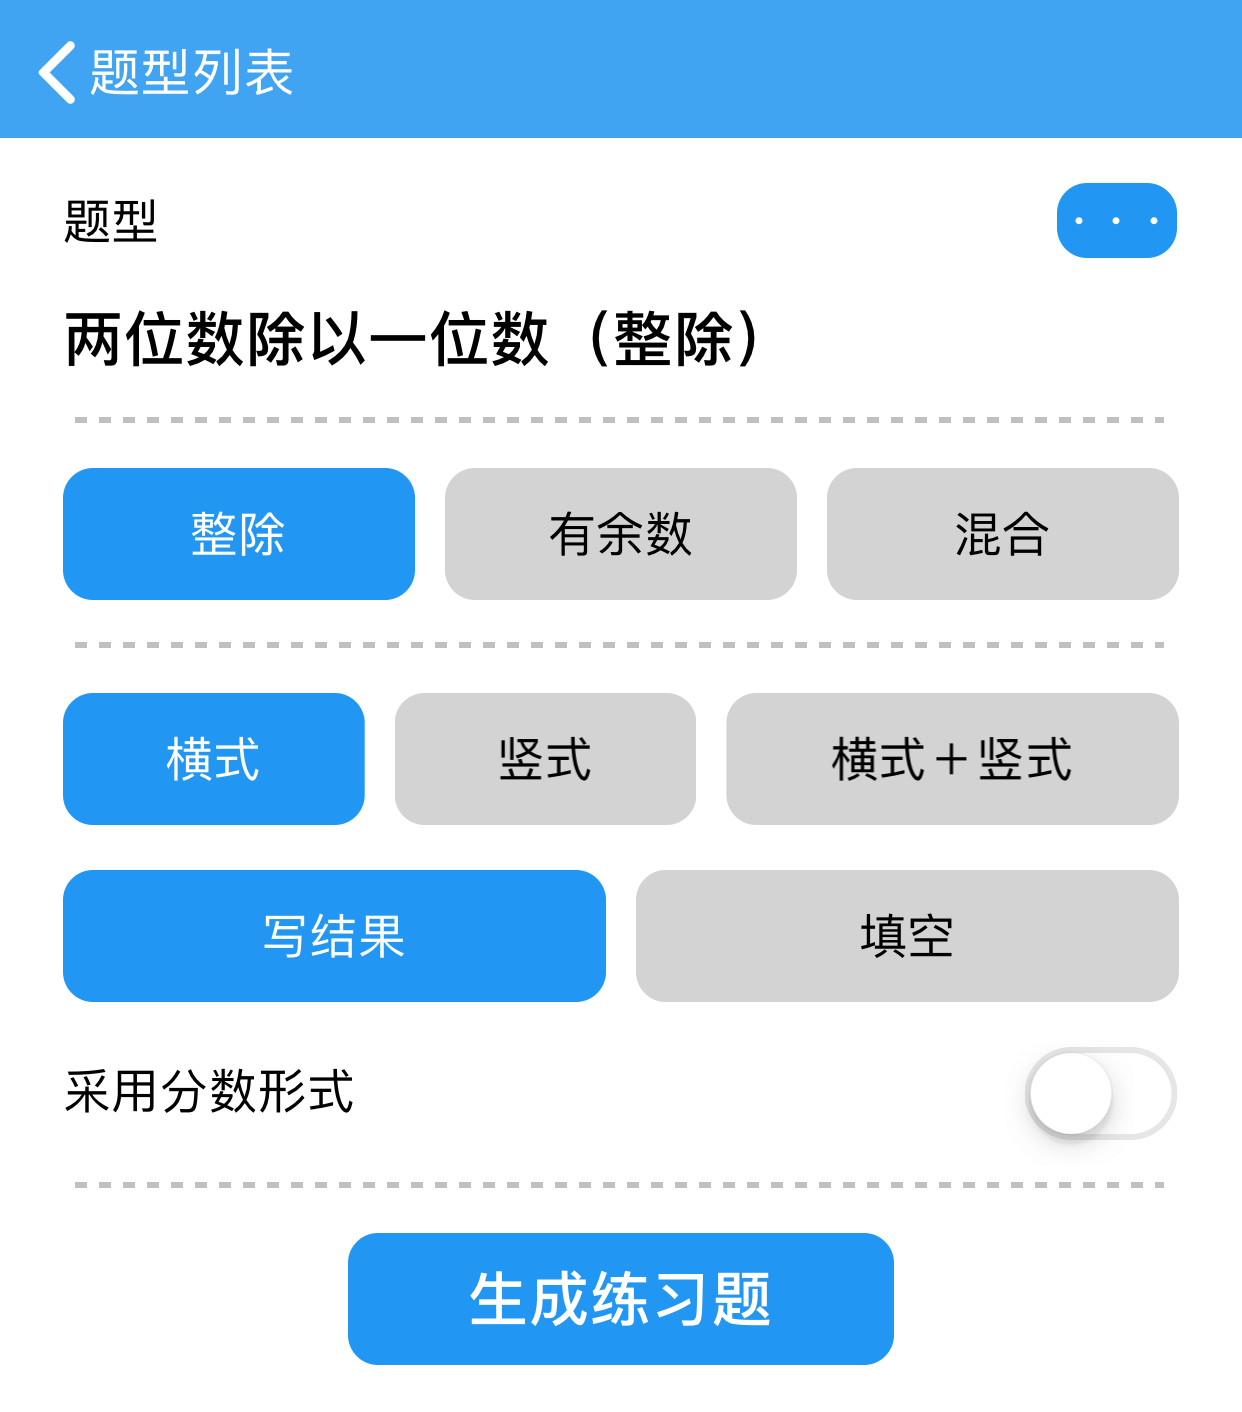 题型列表
题型
两位数除以一位数（整除）
整除 有余数 混合
横式 竖式 横式＋竖式
写结果 填空
采用分数形式
生成练习题